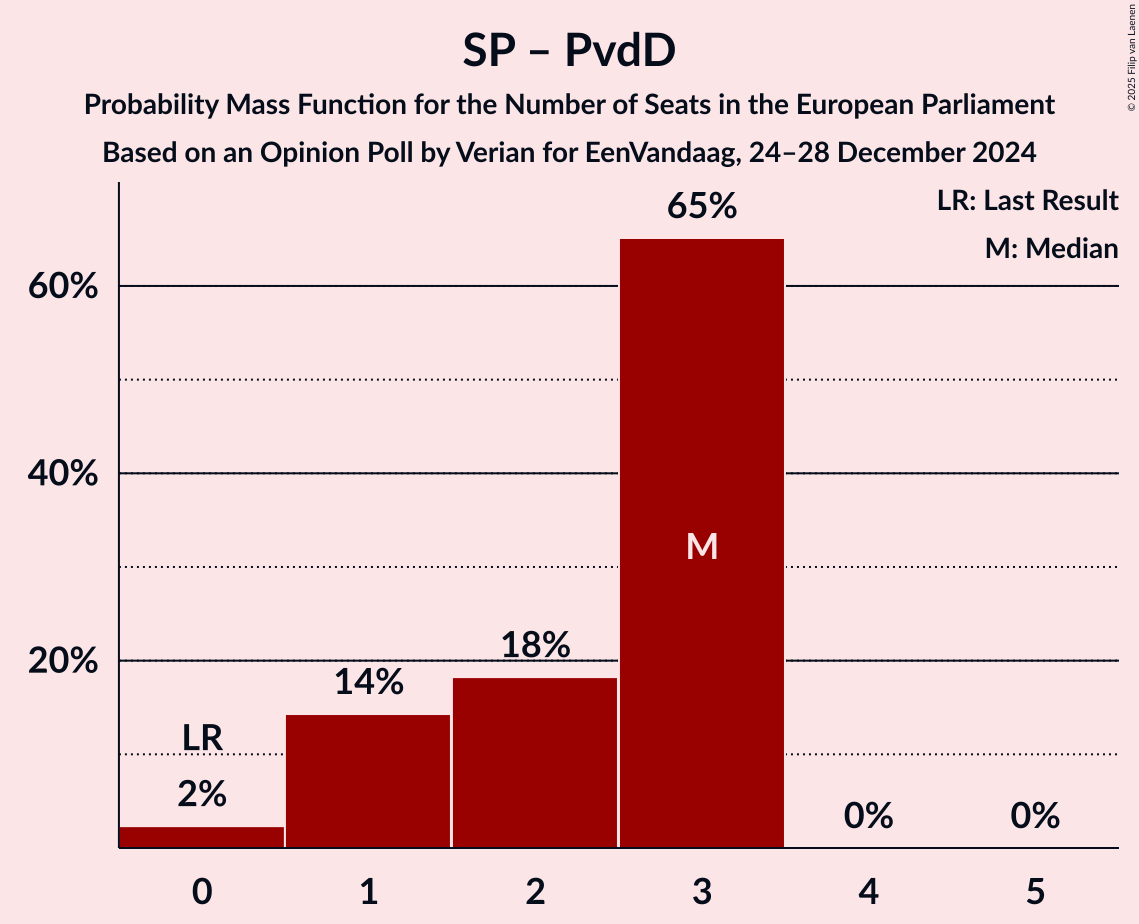 SP – PvdD
Probability Mass Function for the Number of Seats in the European Parliament
Based on an Opinion Poll by Verian for EenVandaag, 24–28 December 2024
© 2025 Filip van Laenen
LR: Last Result
M: Median
60%
40%
20%
LR
2%
14%
18%
65%
M
0%
0%
0
1
2
3
4
5